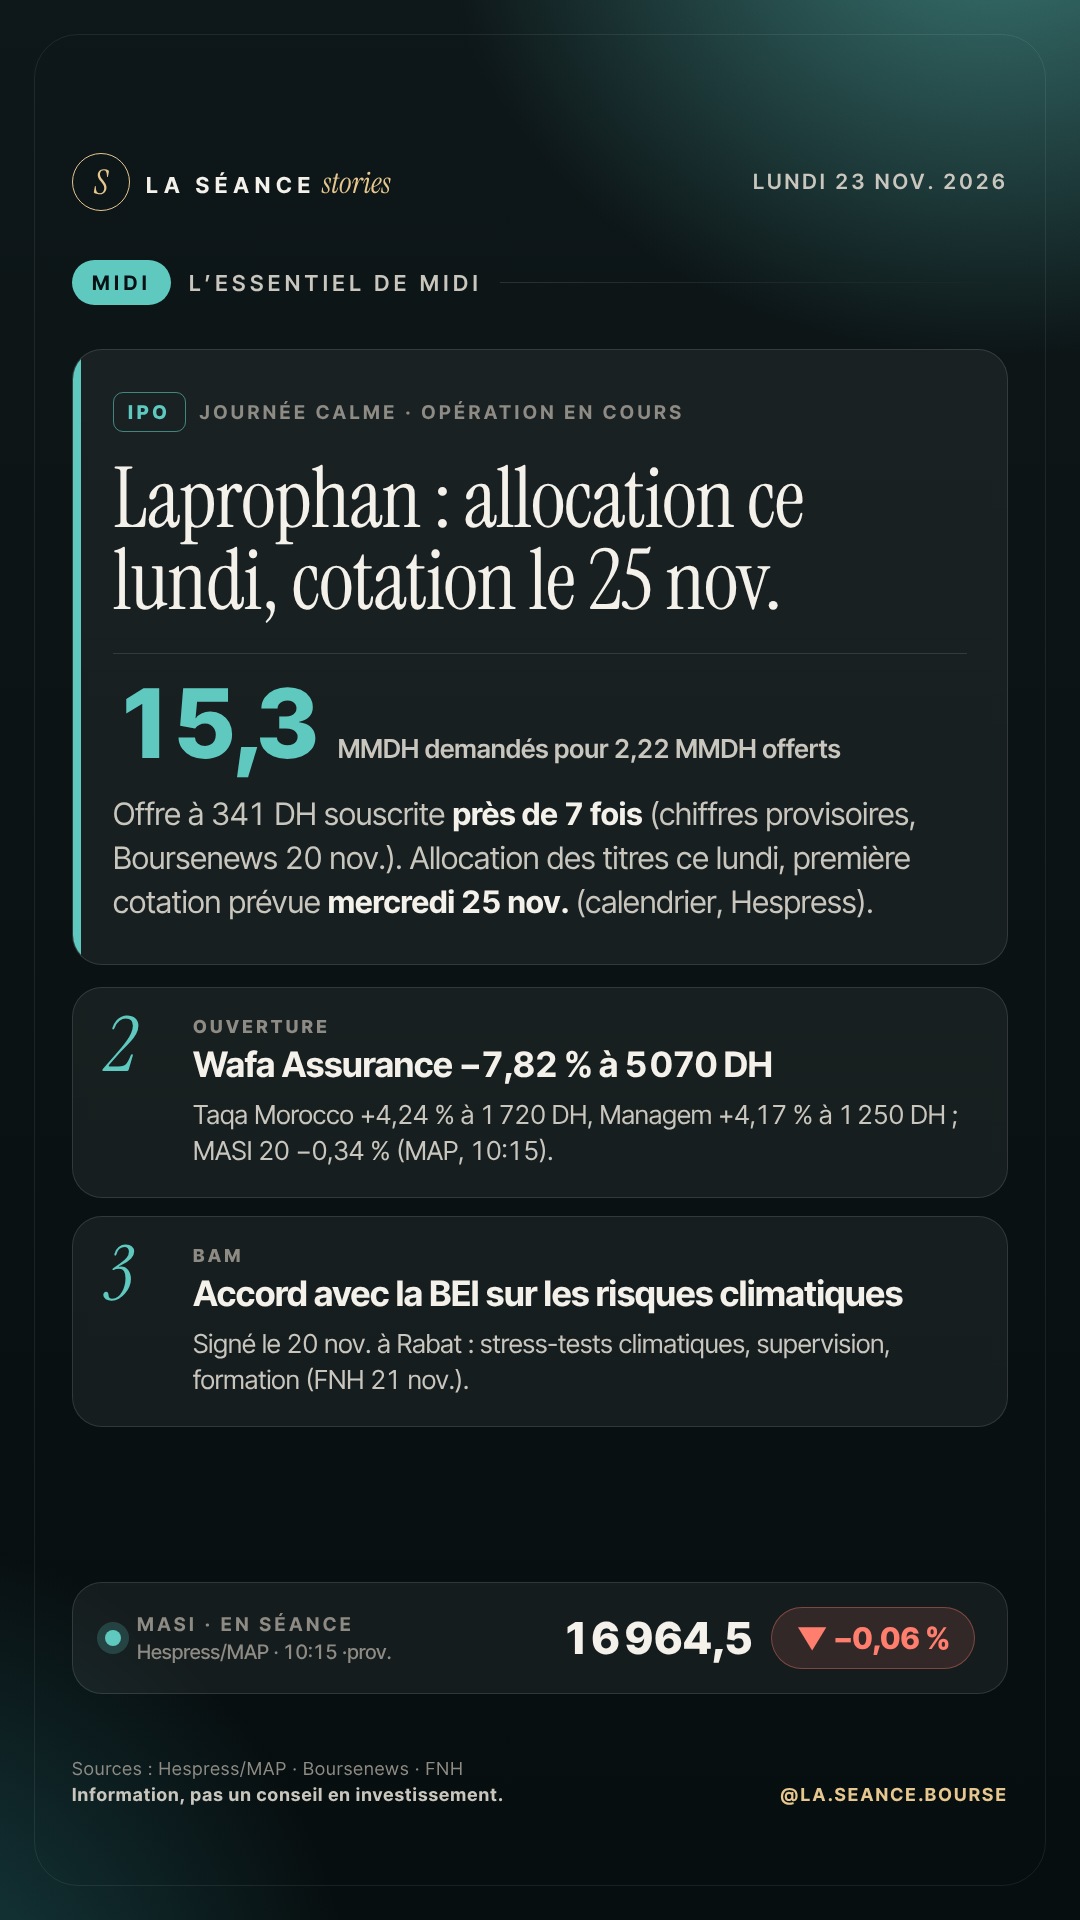 S LA SÉANCE stories
LUNDI 23 NOV. 2026
MIDI L’ESSENTIEL DE MIDI
IPO JOURNÉE CALME · OPÉRATION EN COURS
Laprophan : allocation ce
lundi, cotation le 25 nov.
15,3 MMDH demandés pour 2,22 MMDH offerts
Offre à 341 DH souscrite près de 7 fois (chiffres provisoires,
Boursenews 20 nov.). Allocation des titres ce lundi, première
cotation prévue mercredi 25 nov. (calendrier, Hespress).
2
OUVERTURE
Wafa Assurance −7,82 % à 5 070 DH
Taqa Morocco +4,24 % à 1 720 DH, Managem +4,17 % à 1 250 DH ;
MASI 20 −0,34 % (MAP, 10:15).
3
BAM
Accord avec la BEI sur les risques climatiques
Signé le 20 nov. à Rabat : stress-tests climatiques, supervision,
formation (FNH 21 nov.).
MASI · EN SÉANCE
Hespress/MAP · 10:15 ·prov.
16 964,5 ▼ −0,06 %
Sources : Hespress/MAP · Boursenews · FNH
Information, pas un conseil en investissement.
@LA.SEANCE.BOURSE